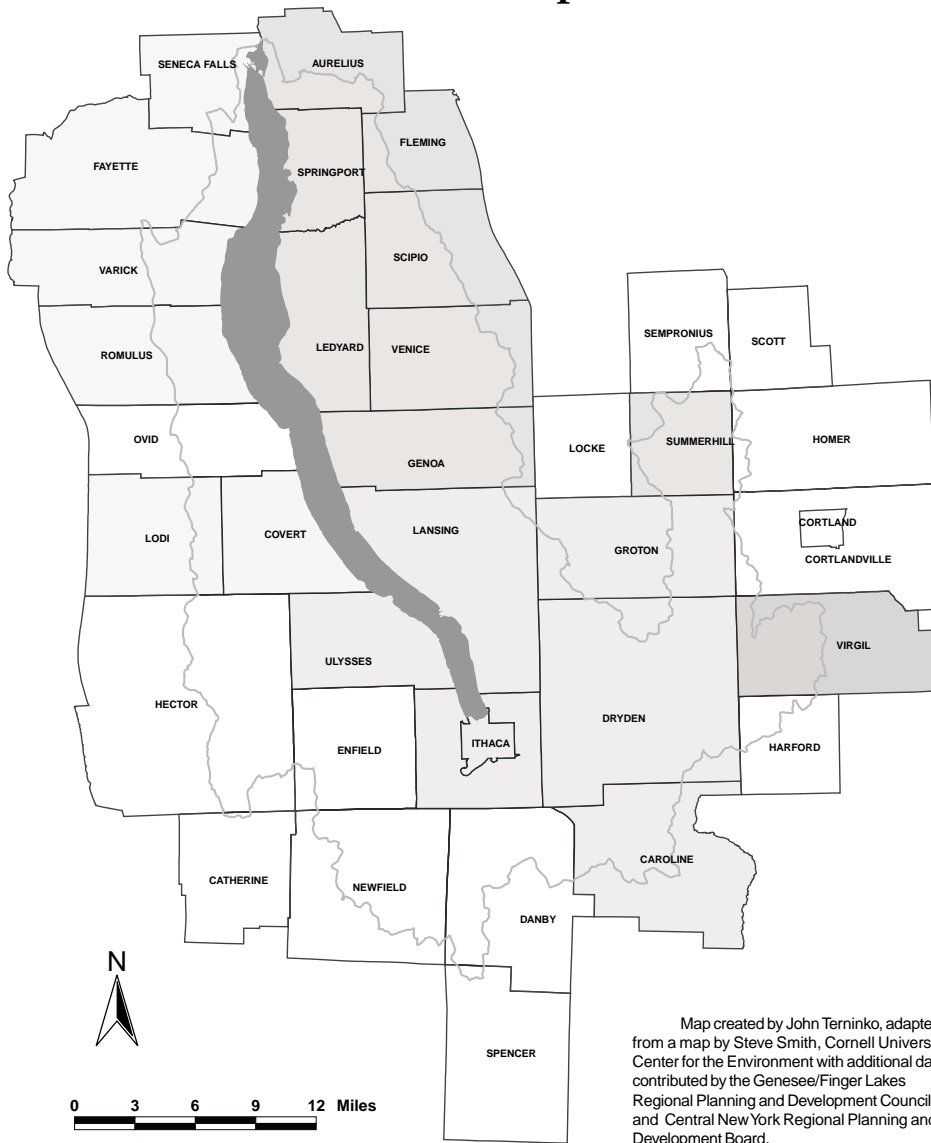 SENECA FALLS
AURELIUS
FLEMING
FAYETTE
SPRINGPORT
SCIPIO
VARICK
SEMPRONIUS
SCOTT
ROMULUS
LEDYARD
VENICE
OVID
LOCKE
SUMMERHILL
HOMER
GENOA
CORTLAND
LODI
COVERT
LANSING
GROTON
CORTLANDVILLE
ULYSSES
VIRGIL
HECTOR
DRYDEN
ENFIELD
ITHACA
HARFORD
CAROLINE
CATHERINE
NEWFIELD
DANBY
N
SPENCER
Map created by John Terninko, adapte
from a map by Steve Smith, Cornell Univers
Center for the Environment with additional da
contributed by the Genesee/Finger Lakes
Regional Planning and Development Council
and Central New York Regional Planning and
Development Board.
0 3 6 9 12 Miles